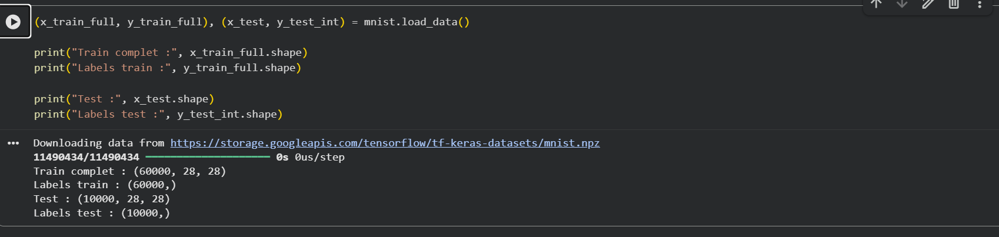 (x_train_full, y_train_full), (x_test, y_test_int) = mnist.load_data()
print("Train complet :", x_train_full.shape)
print("Labels train :", y_train_full.shape)
print("Test :", x_test.shape)
print("Labels test :", y_test_int.shape)
Downloading data from https://storage.googleapis.com/tensorflow/tf-keras-datasets/mnist.npz
11490434/11490434 ━━━━━━━━━━━━━━━━━━━━ 0s 0us/step
Train complet : (60000, 28, 28)
Labels train : (60000,)
Test : (10000, 28, 28)
Labels test : (10000,)